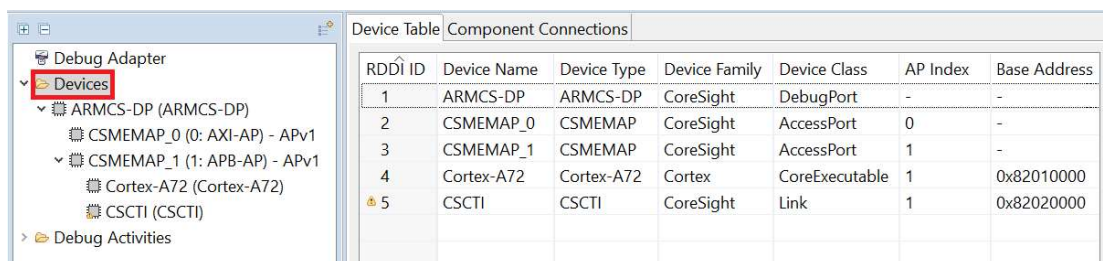 Debug Adapter
Devices
ARMCS-DP (ARMCS-DP)
CSMEMAP_0 (0: AXI-AP) - APv1
CSMEMAP_1 (1: APB-AP) - APv1
Cortex-A72 (Cortex-A72)
CSCTI (CSCTI)
Debug Activities
Device Table Component Connections
RDDI ID Device Name Device Type Device Family Device Class AP Index Base Address
1 ARMCS-DP ARMCS-DP CoreSight DebugPort - -
2 CSMEMAP_0 CSMEMAP CoreSight AccessPort 0 -
3 CSMEMAP_1 CSMEMAP CoreSight AccessPort 1 -
4 Cortex-A72 Cortex-A72 Cortex CoreExecutable 1 0x82010000
5 CSCTI CSCTI CoreSight Link 1 0x82020000